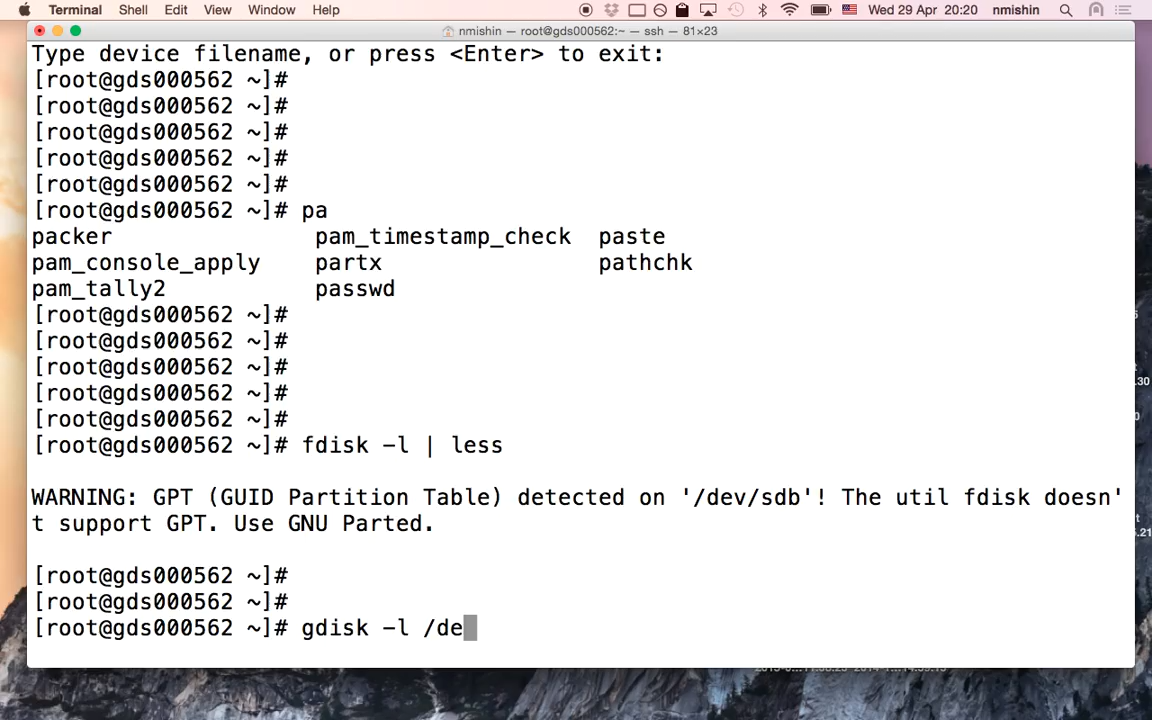 Terminal Shell Edit View Window Help Wed 29 Apr 20:20 nmishin
nmishin — root@gds000562:~ — ssh — 81×23
Type device filename, or press <Enter> to exit:
[root@gds000562 ~]#
[root@gds000562 ~]#
[root@gds000562 ~]#
[root@gds000562 ~]#
[root@gds000562 ~]#
[root@gds000562 ~]# pa
packer pam_timestamp_check paste
pam_console_apply partx pathchk
pam_tally2 passwd
[root@gds000562 ~]#
[root@gds000562 ~]#
[root@gds000562 ~]#
[root@gds000562 ~]#
[root@gds000562 ~]#
[root@gds000562 ~]# fdisk -l | less
WARNING: GPT (GUID Partition Table) detected on '/dev/sdb'! The util fdisk doesn'
t support GPT. Use GNU Parted.
[root@gds000562 ~]#
[root@gds000562 ~]#
[root@gds000562 ~]# gdisk -l /de